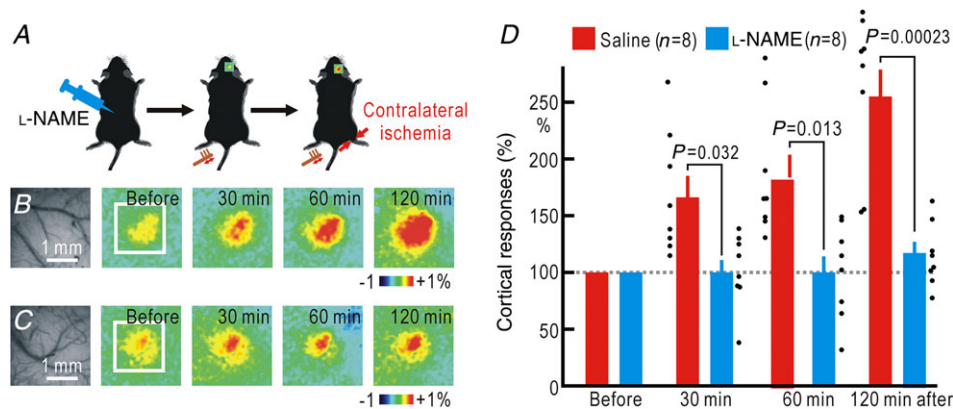 A
L-NAME
Contralateral
ischemia
B
1 mm
Before
30 min
60 min
120 min
-1 +1%
C
1 mm
Before
30 min
60 min
120 min
-1 +1%
D
Saline (n=8) L-NAME (n=8)
P=0.00023
P=0.013
P=0.032
Cortical responses (%)
%
250
200
150
100
50
0
Before 30 min 60 min 120 min after